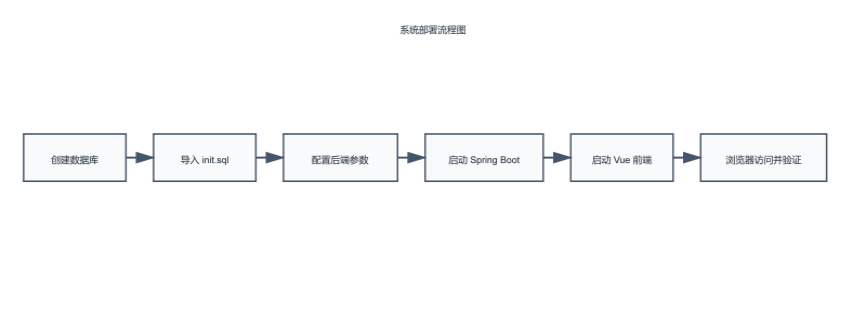 系统部署流程图
创建数据库
导入 init.sql
配置后端参数
启动 Spring Boot
启动 Vue 前端
浏览器访问并验证